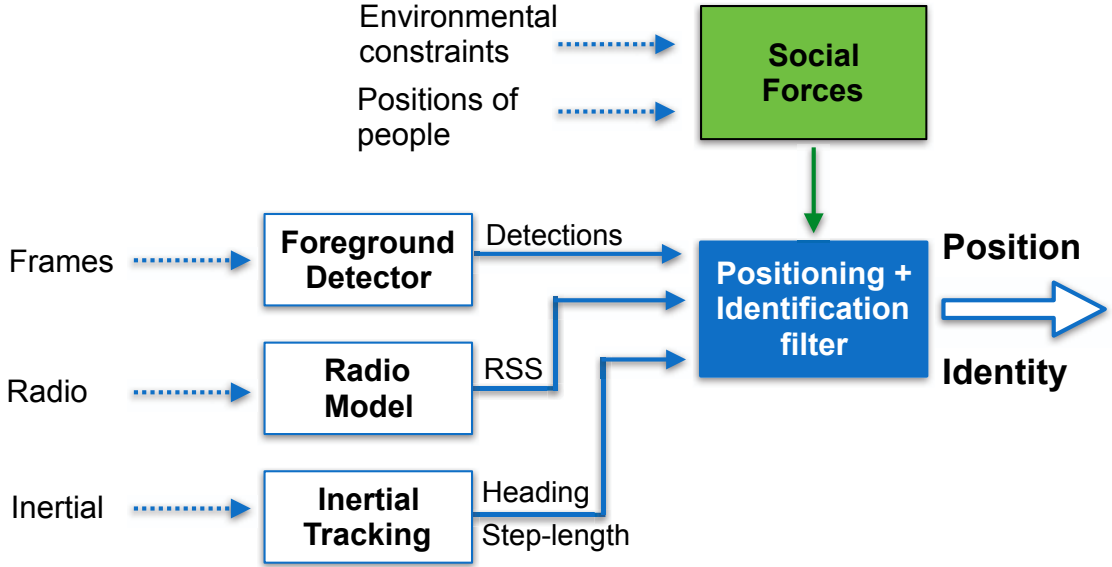 Environmental
constraints
Social
Forces
Positions of
people
Frames
Foreground
Detector
Detections
Positioning +
Identification
filter
Position
Identity
Radio
Radio
Model
RSS
Inertial
Inertial
Tracking
Heading
Step-length